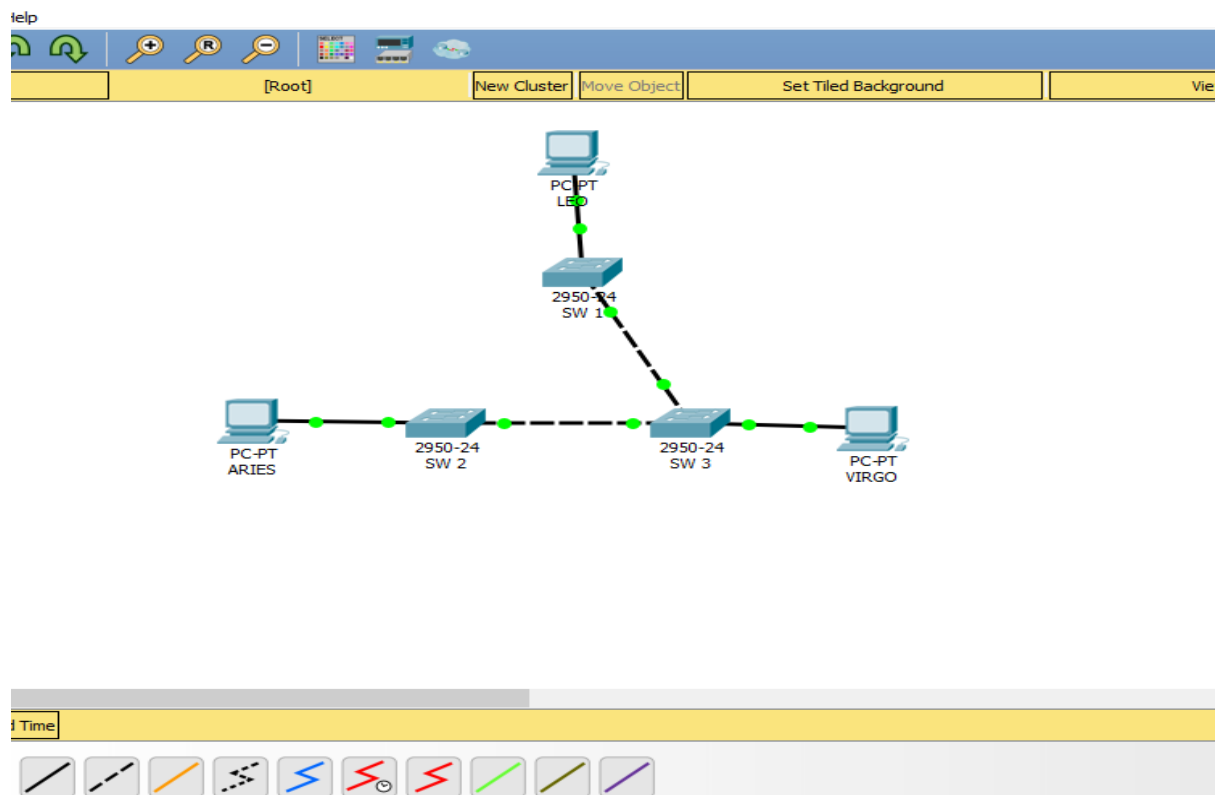 Help
[Root]
New Cluster
Move Object
Set Tiled Background
Vie
PC-PT
LEO
2950-24
SW 1
PC-PT
ARIES
2950-24
SW 2
2950-24
SW 3
PC-PT
VIRGO
d Time